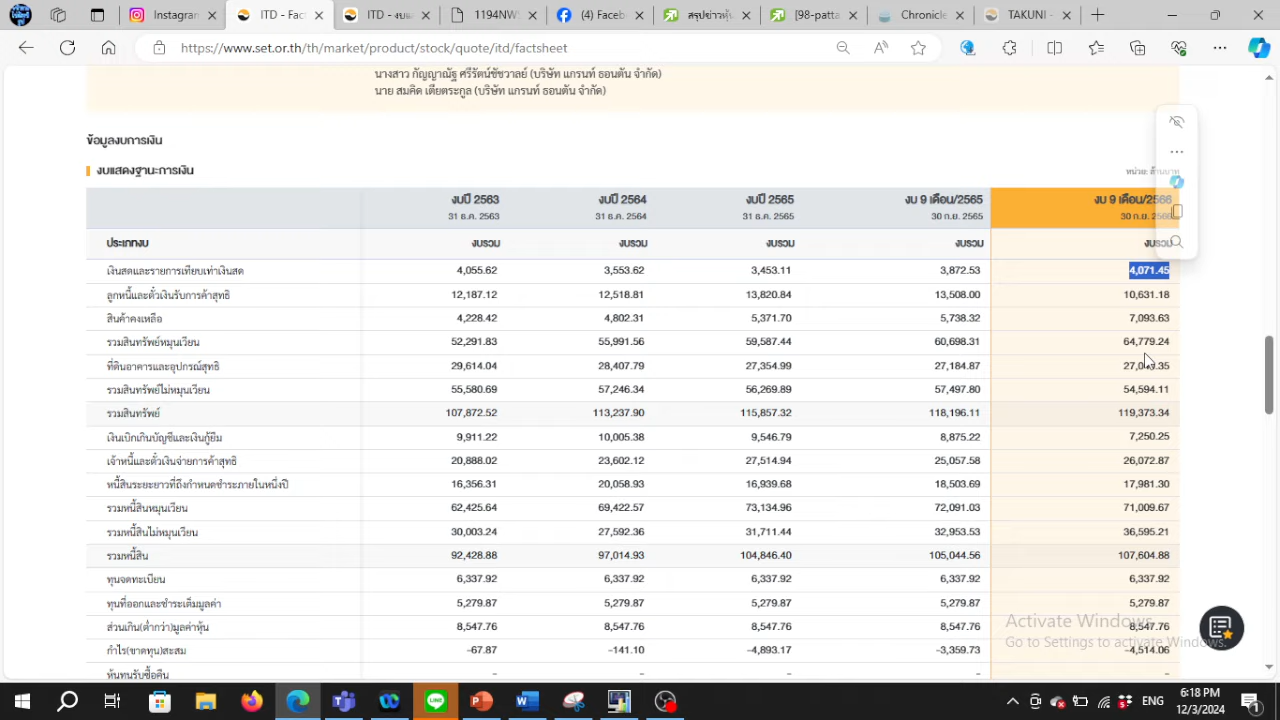 Instagram
ITD - Fac
ITD - งบเ
1194NW
(4) Faceb
สรุปข่าวหุ้
(98-patta
Chronic
TAKUNI -
https://www.set.or.th/th/market/product/stock/quote/itd/factsheet
นางสาว กัญญาณัฐ ศรีรัตน์ชัชวาลย์ (บริษัท แกรนท์ ธอนตัน จำกัด)
นาย สมคิด เตียตระกูล (บริษัท แกรนท์ ธอนตัน จำกัด)
ข้อมูลงบการเงิน
งบแสดงฐานะการเงิน
หน่วย: ล้านบาท
งบปี 2563 งบปี 2564 งบปี 2565 งบ 9 เดือน/2565 งบ 9 เดือน/2566
31 ธ.ค. 2563 31 ธ.ค. 2564 31 ธ.ค. 2565 30 ก.ย. 2565 30 ก.ย. 2566
ประเภทงบ งบรวม งบรวม งบรวม งบรวม งบรวม
เงินสดและรายการเทียบเท่าเงินสด 4,055.62 3,553.62 3,453.11 3,872.53 4,071.45
ลูกหนี้และตั๋วเงินรับการค้าสุทธิ 12,187.12 12,518.81 13,820.84 13,508.00 10,631.18
สินค้าคงเหลือ 4,228.42 4,802.31 5,371.70 5,738.32 7,093.63
รวมสินทรัพย์หมุนเวียน 52,291.83 55,991.56 59,587.44 60,698.31 64,779.24
ที่ดินอาคารและอุปกรณ์สุทธิ 29,614.04 28,407.79 27,354.99 27,184.87
รวมสินทรัพย์ไม่หมุนเวียน 55,580.69 57,246.34 56,269.89 57,497.80 54,594.11
รวมสินทรัพย์ 107,872.52 113,237.90 115,857.32 118,196.11 119,373.34
เงินเบิกเกินบัญชีและเงินกู้ยืม 9,911.22 10,005.38 9,546.79 8,875.22 7,250.25
เจ้าหนี้และตั๋วเงินจ่ายการค้าสุทธิ 20,888.02 23,602.12 27,514.94 25,057.58 26,072.87
หนี้สินระยะยาวที่ถึงกำหนดชำระภายในหนึ่งปี 16,356.31 20,058.93 16,939.68 18,503.69 17,981.30
รวมหนี้สินหมุนเวียน 62,425.64 69,422.57 73,134.96 72,091.03 71,009.67
รวมหนี้สินไม่หมุนเวียน 30,003.24 27,592.36 31,711.44 32,953.53 36,595.21
รวมหนี้สิน 92,428.88 97,014.93 104,846.40 105,044.56 107,604.88
ทุนจดทะเบียน 6,337.92 6,337.92 6,337.92 6,337.92 6,337.92
ทุนที่ออกและชำระเต็มมูลค่า 5,279.87 5,279.87 5,279.87 5,279.87 5,279.87
ส่วนเกิน(ต่ำกว่า)มูลค่าหุ้น 8,547.76 8,547.76 8,547.76 8,547.76 8,547.76
กำไร(ขาดทุน)สะสม -67.87 -141.10 -4,893.17 -3,359.73 -4,514.06
หุ้นทุนรับซื้อคืน - - - - -
Activate Windows
Go to Settings to activate Windows.
ENG
6:18 PM
12/3/2024